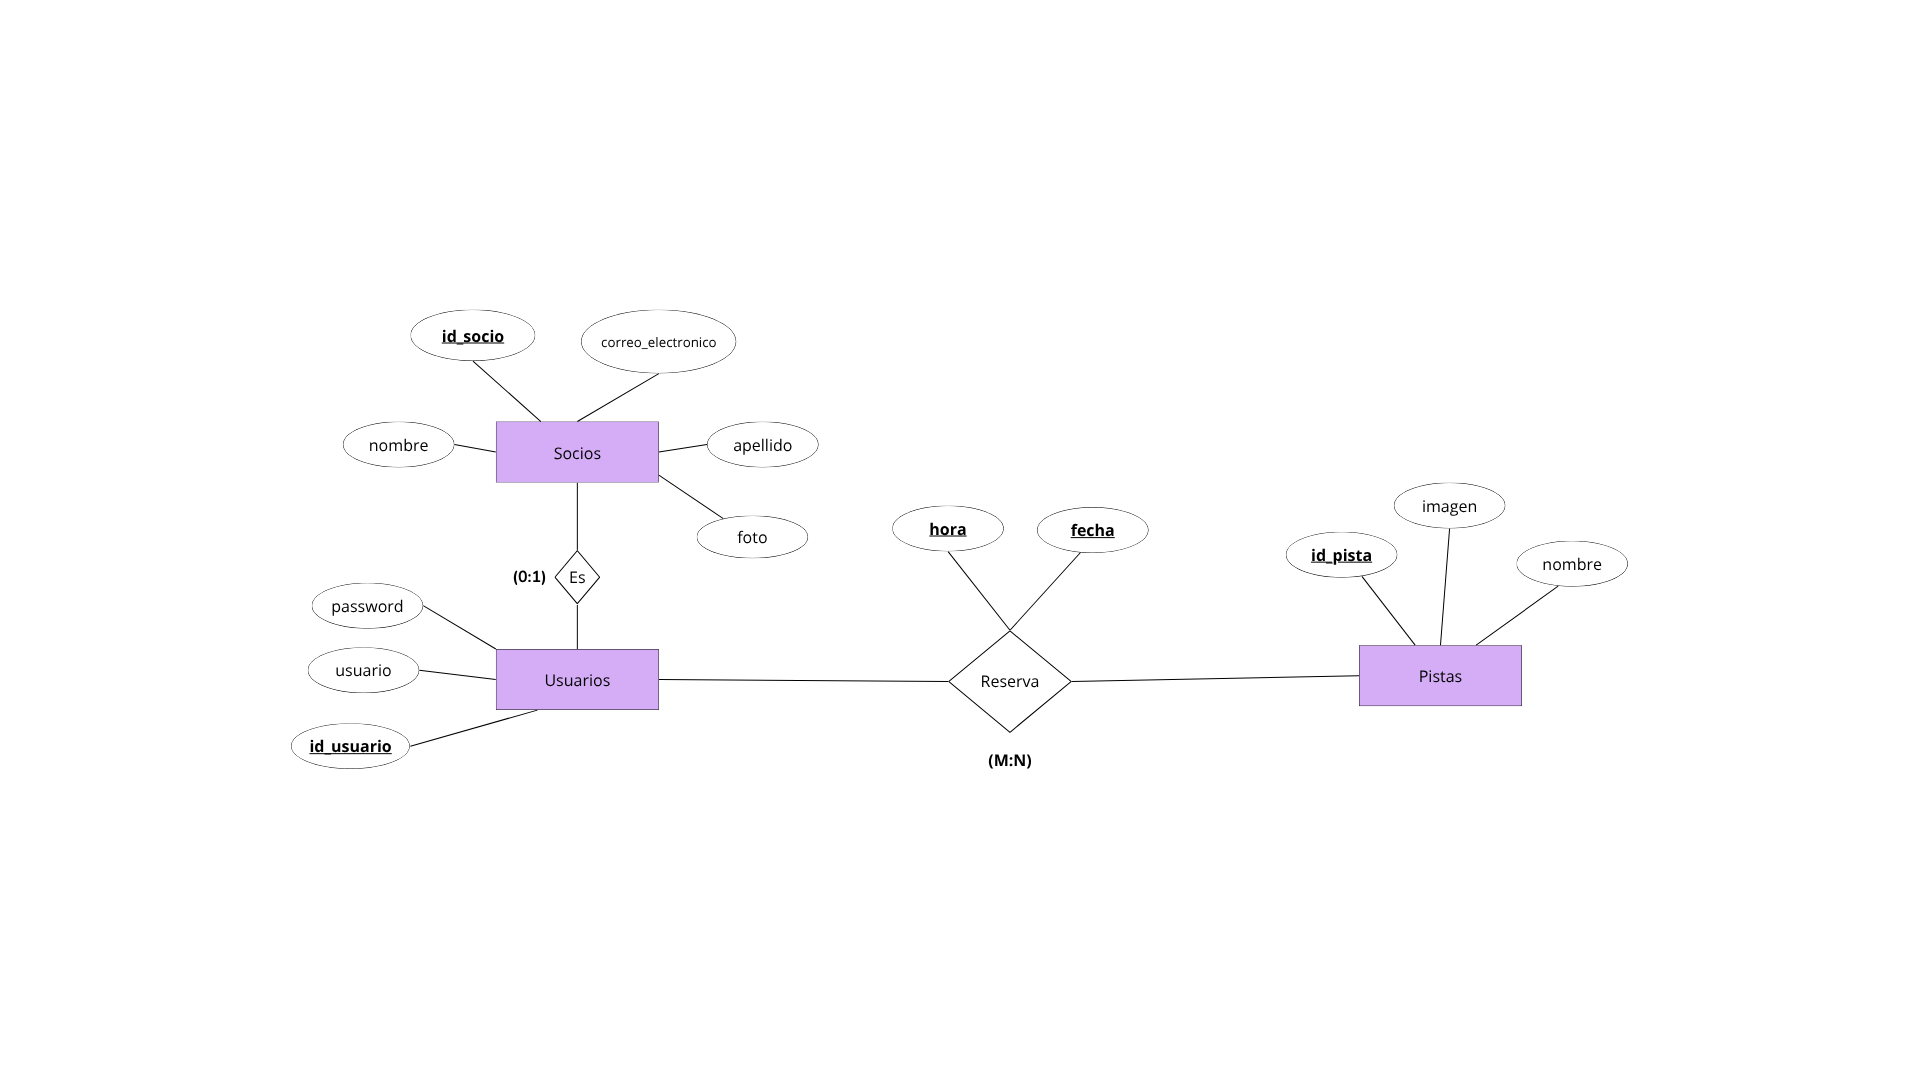 id_socio
correo_electronico
nombre
Socios
apellido
foto
(0:1)
Es
password
usuario
Usuarios
id_usuario
hora
fecha
Reserva
(M:N)
imagen
id_pista
nombre
Pistas